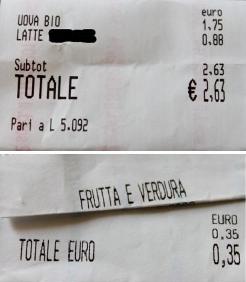 euro
UOVA BIO 1,75
LATTE 0.88
Subtot 2,63
TOTALE € 2,63
Pari a L 5.092
FRUTTA E VERDURA
EURO
0,35
TOTALE EURO 0,35